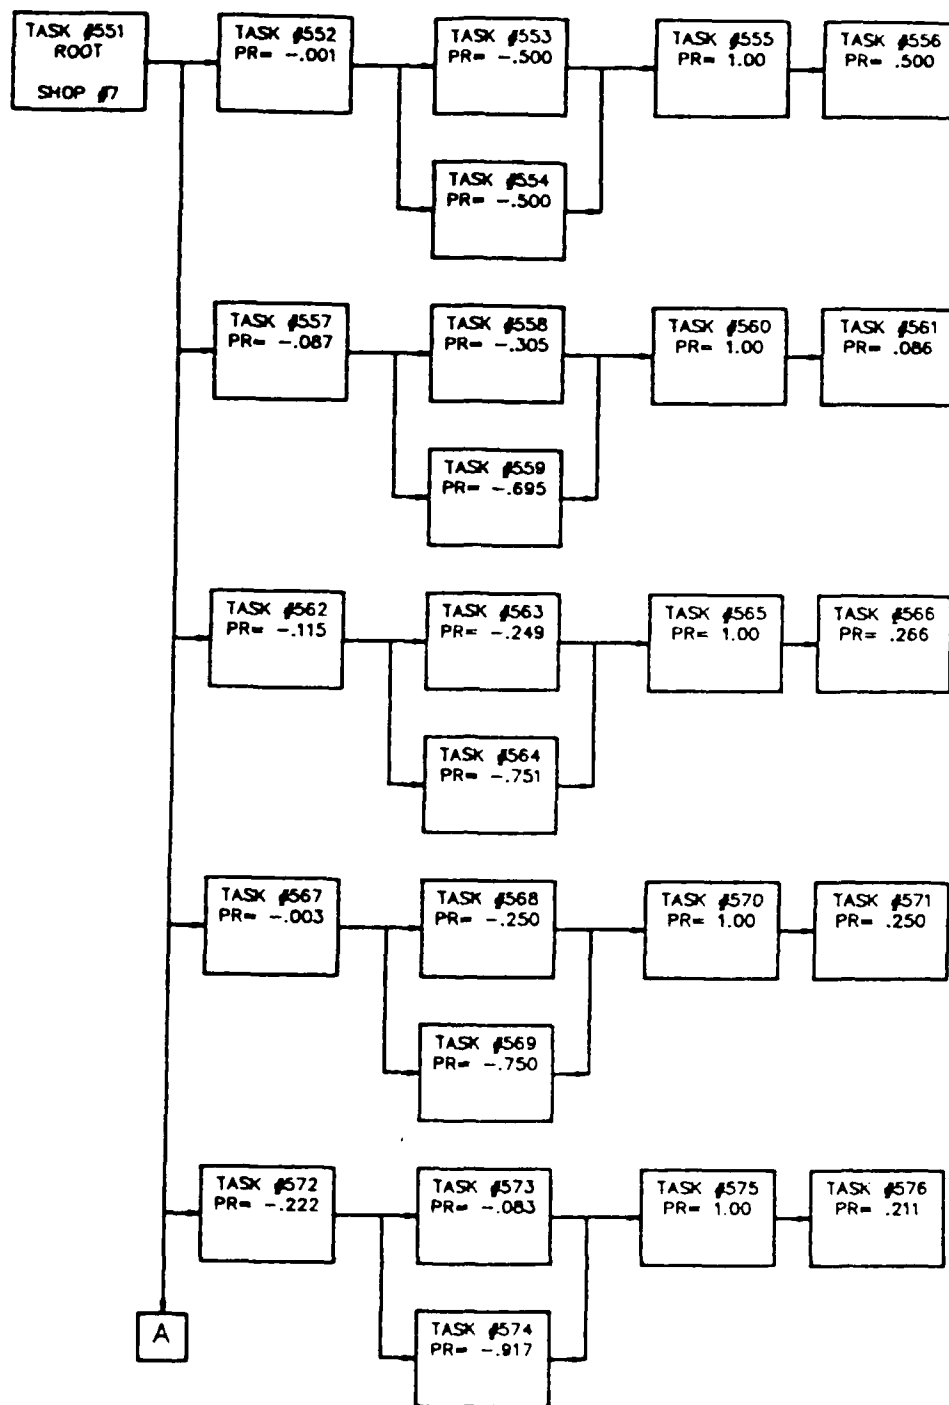 TASK #551
ROOT
SHOP #7
TASK #552
PR= -.001
TASK #553
PR= -.500
TASK #555
PR= 1.00
TASK #556
PR= .500
TASK #554
PR= -.500
TASK #557
PR= -.087
TASK #558
PR= -.305
TASK #560
PR= 1.00
TASK #561
PR= .086
TASK #559
PR= -.695
TASK #562
PR= -.115
TASK #563
PR= -.249
TASK #565
PR= 1.00
TASK #566
PR= .266
TASK #564
PR= -.751
TASK #567
PR= -.003
TASK #568
PR= -.250
TASK #570
PR= 1.00
TASK #571
PR= .250
TASK #569
PR= -.750
TASK #572
PR= -.222
TASK #573
PR= -.083
TASK #575
PR= 1.00
TASK #576
PR= .211
TASK #574
PR= -.917
A